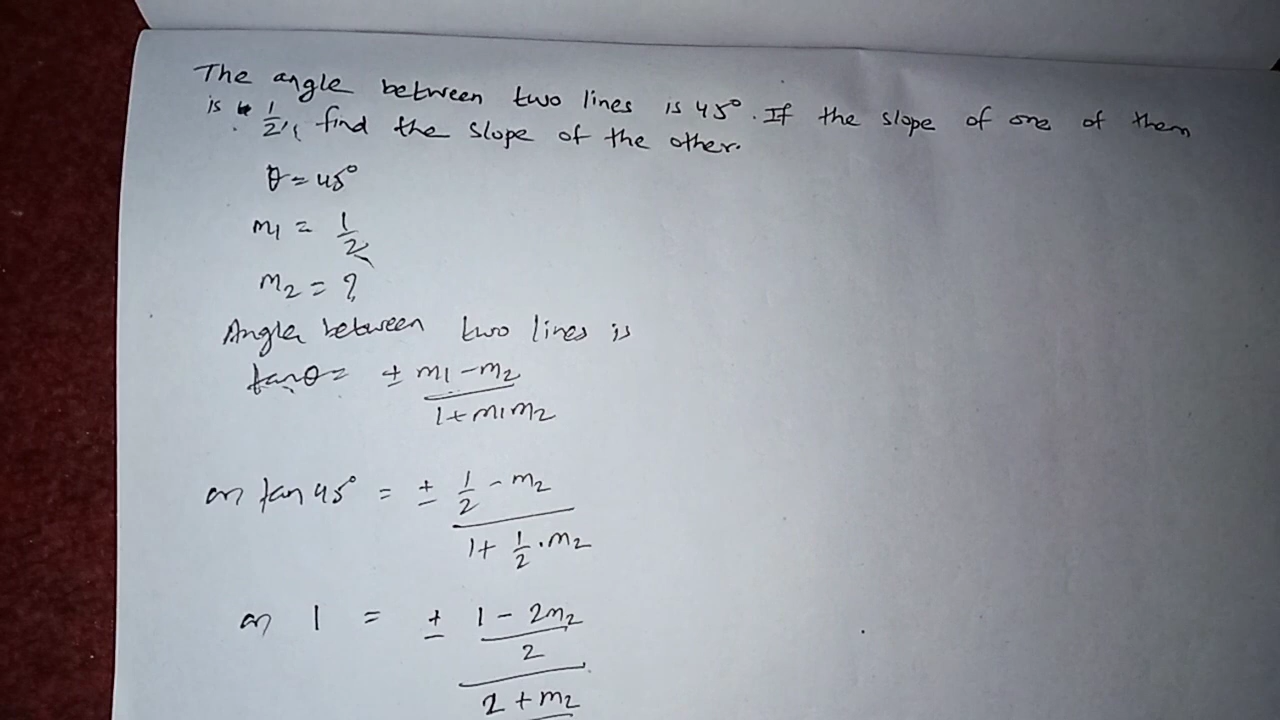 The angle between two lines is 45°. If the slope of one of them
is 1/2, find the slope of the other.
θ = 45°
m1 = 1/2
m2 = ?
Angle between two lines is
tanθ = ± (m1 - m2)/(1 + m1m2)
or tan 45° = ± (1/2 - m2)/(1 + 1/2 . m2)
or 1 = ± ((1 - 2m2)/2)/(2 + m2